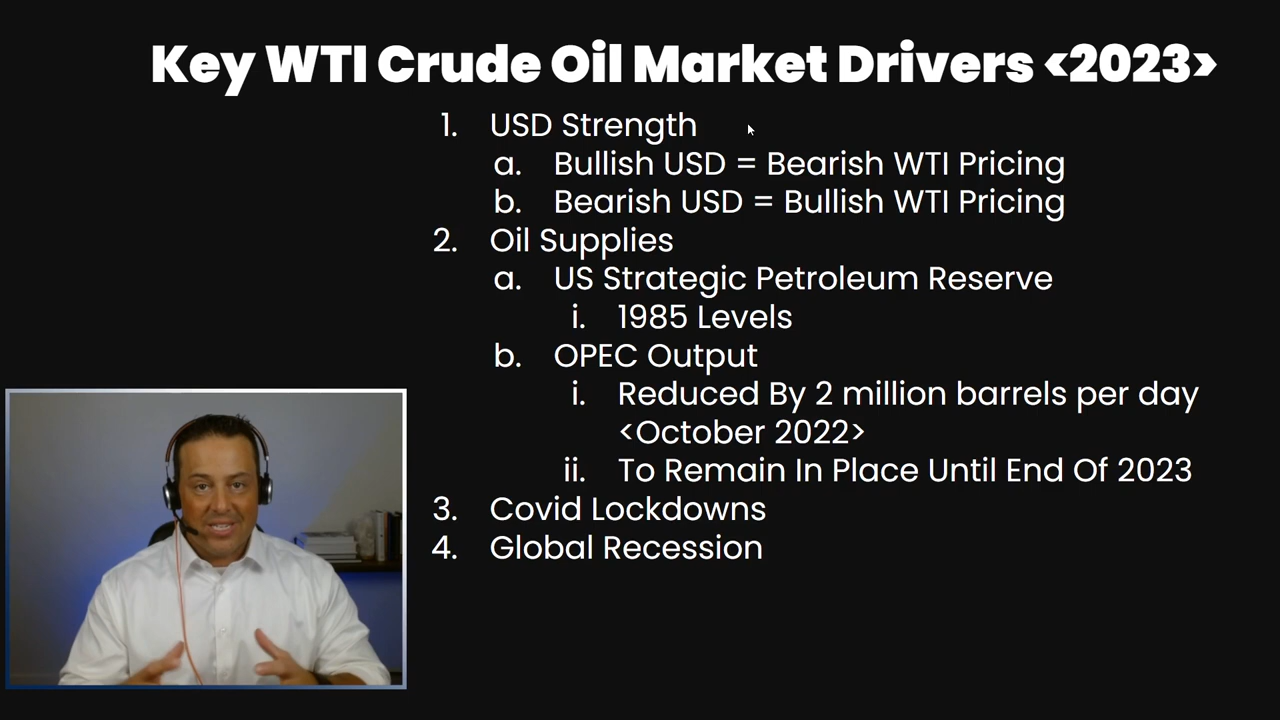 Key WTI Crude Oil Market Drivers <2023>
1. USD Strength
a. Bullish USD = Bearish WTI Pricing
b. Bearish USD = Bullish WTI Pricing
2. Oil Supplies
a. US Strategic Petroleum Reserve
i. 1985 Levels
b. OPEC Output
i. Reduced By 2 million barrels per day
<October 2022>
ii. To Remain In Place Until End Of 2023
3. Covid Lockdowns
4. Global Recession